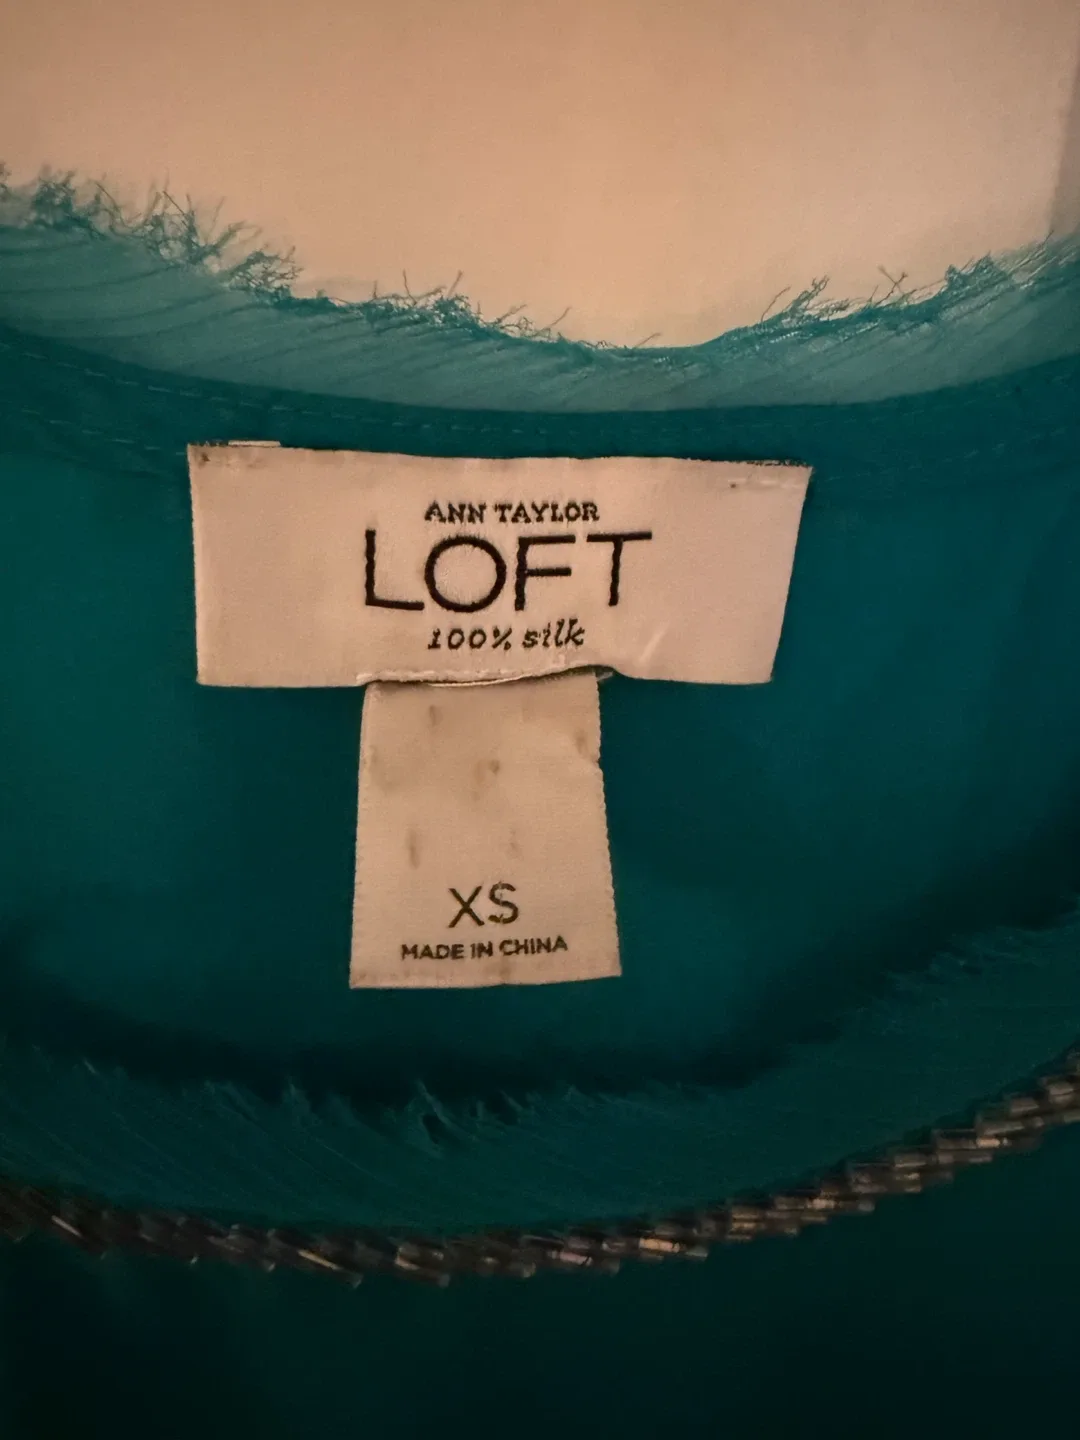 ANN TAYLOR
LOFT
100% silk
XS
MADE IN CHINA